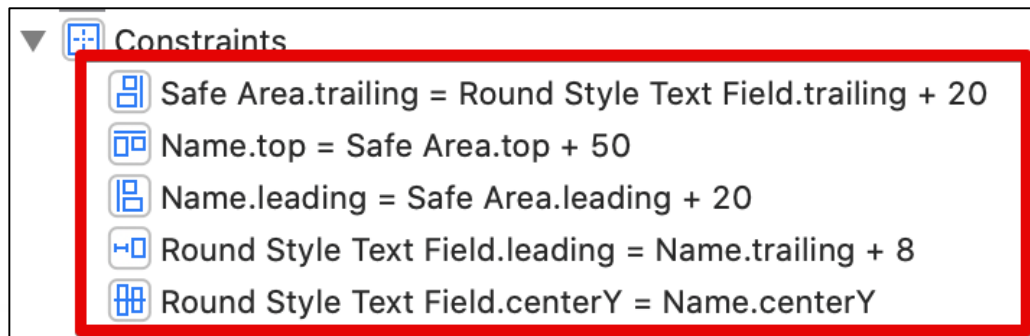 Constraints
Safe Area.trailing = Round Style Text Field.trailing + 20
Name.top = Safe Area.top + 50
Name.leading = Safe Area.leading + 20
Round Style Text Field.leading = Name.trailing + 8
Round Style Text Field.centerY = Name.centerY